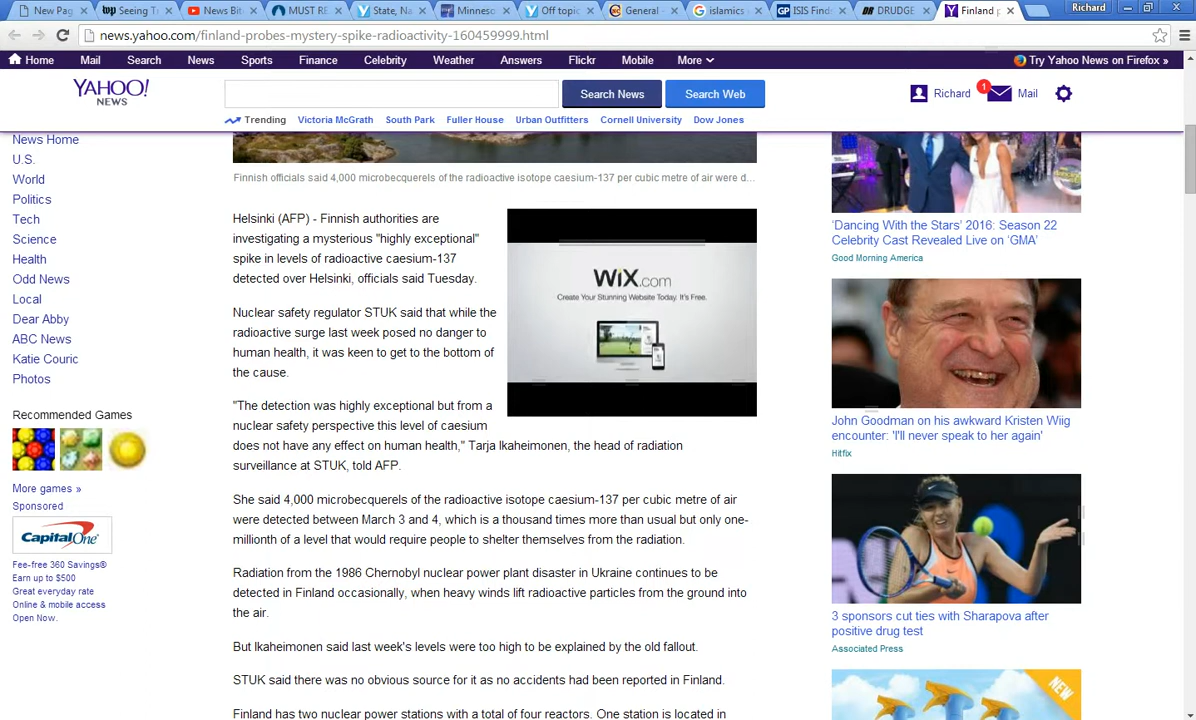 New Pag
Seeing Tr
News Bit
MUST RE
State, Na
Minneso
Off topic
General -
islamics
ISIS Find
DRUDGE
Finland p
Richard
news.yahoo.com/finland-probes-mystery-spike-radioactivity-160459999.html
Home Mail Search News Sports Finance Celebrity Weather Answers Flickr Mobile More
Try Yahoo News on Firefox »
YAHOO!
NEWS
Search News
Search Web
Richard
1
Mail
Trending Victoria McGrath South Park Fuller House Urban Outfitters Cornell University Dow Jones
News Home
U.S.
World
Politics
Tech
Science
Health
Odd News
Local
Dear Abby
ABC News
Katie Couric
Photos
Recommended Games
More games »
Sponsored
CapitalOne
Fee-free 360 Savings®
Earn up to $500
Great everyday rate
Online & mobile access
Open Now.
Finnish officials said 4,000 microbecquerels of the radioactive isotope caesium-137 per cubic metre of air were d...
Helsinki (AFP) - Finnish authorities are
investigating a mysterious "highly exceptional"
spike in levels of radioactive caesium-137
detected over Helsinki, officials said Tuesday.
Nuclear safety regulator STUK said that while the
radioactive surge last week posed no danger to
human health, it was keen to get to the bottom of
the cause.
"The detection was highly exceptional but from a
nuclear safety perspective this level of caesium
does not have any effect on human health," Tarja Ikaheimonen, the head of radiation
surveillance at STUK, told AFP.
She said 4,000 microbecquerels of the radioactive isotope caesium-137 per cubic metre of air
were detected between March 3 and 4, which is a thousand times more than usual but only one-
millionth of a level that would require people to shelter themselves from the radiation.
Radiation from the 1986 Chernobyl nuclear power plant disaster in Ukraine continues to be
detected in Finland occasionally, when heavy winds lift radioactive particles from the ground into
the air.
But Ikaheimonen said last week's levels were too high to be explained by the old fallout.
STUK said there was no obvious source for it as no accidents had been reported in Finland.
Finland has two nuclear power stations with a total of four reactors. One station is located in
WiX.com
Create Your Stunning Website Today. It's Free.
'Dancing With the Stars' 2016: Season 22
Celebrity Cast Revealed Live on 'GMA'
Good Morning America
John Goodman on his awkward Kristen Wiig
encounter: 'I'll never speak to her again'
Hitfix
3 sponsors cut ties with Sharapova after
positive drug test
Associated Press
NEW